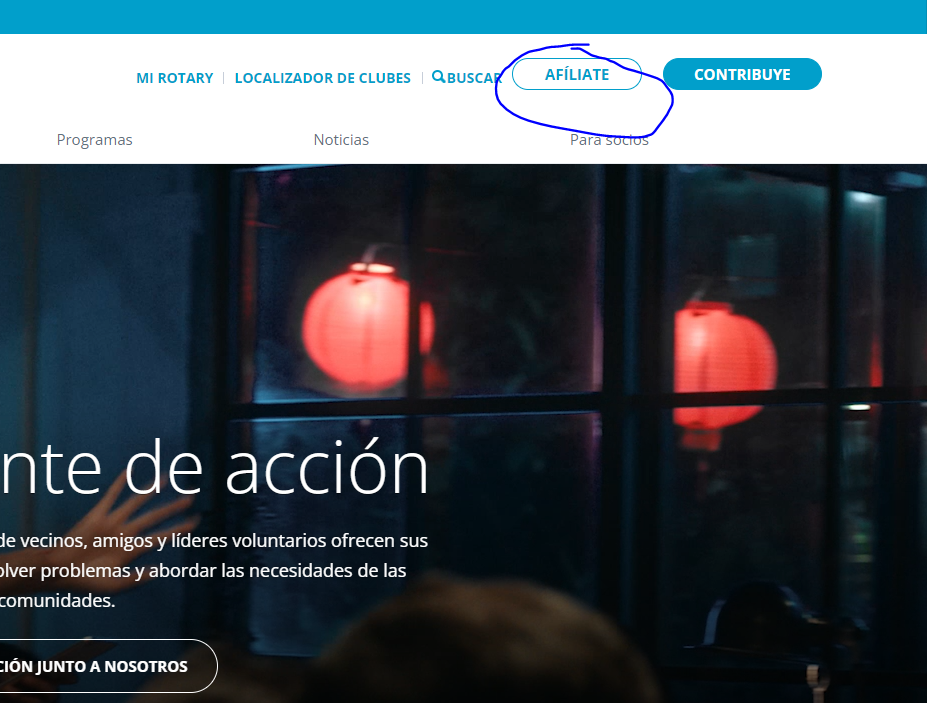 MI ROTARY
LOCALIZADOR DE CLUBES
BUSCAR
AFÍLIATE
CONTRIBUYE
Programas
Noticias
Para socios
nte de acción
de vecinos, amigos y líderes voluntarios ofrecen sus
olver problemas y abordar las necesidades de las
comunidades.
CIÓN JUNTO A NOSOTROS